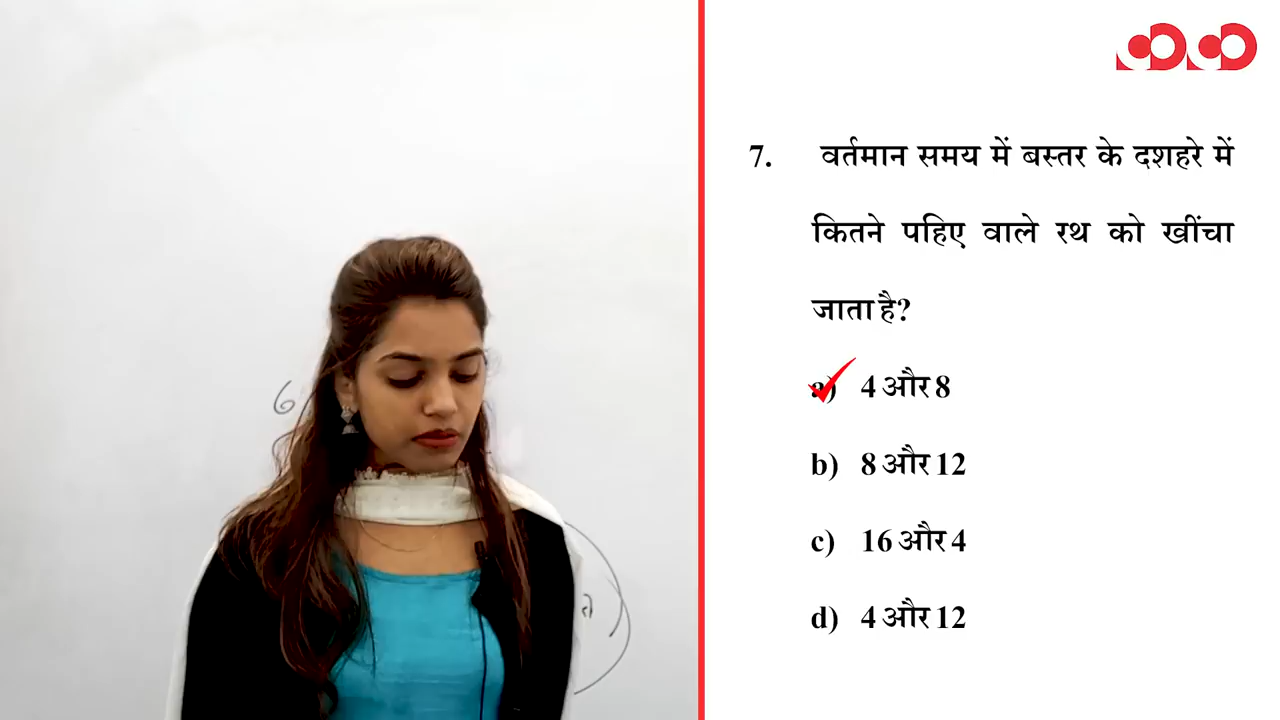 7. वर्तमान समय में बस्तर के दशहरे में
कितने पहिए वाले रथ को खींचा
जाता है?
a) 4 और 8
b) 8 और 12
c) 16 और 4
d) 4 और 12
6